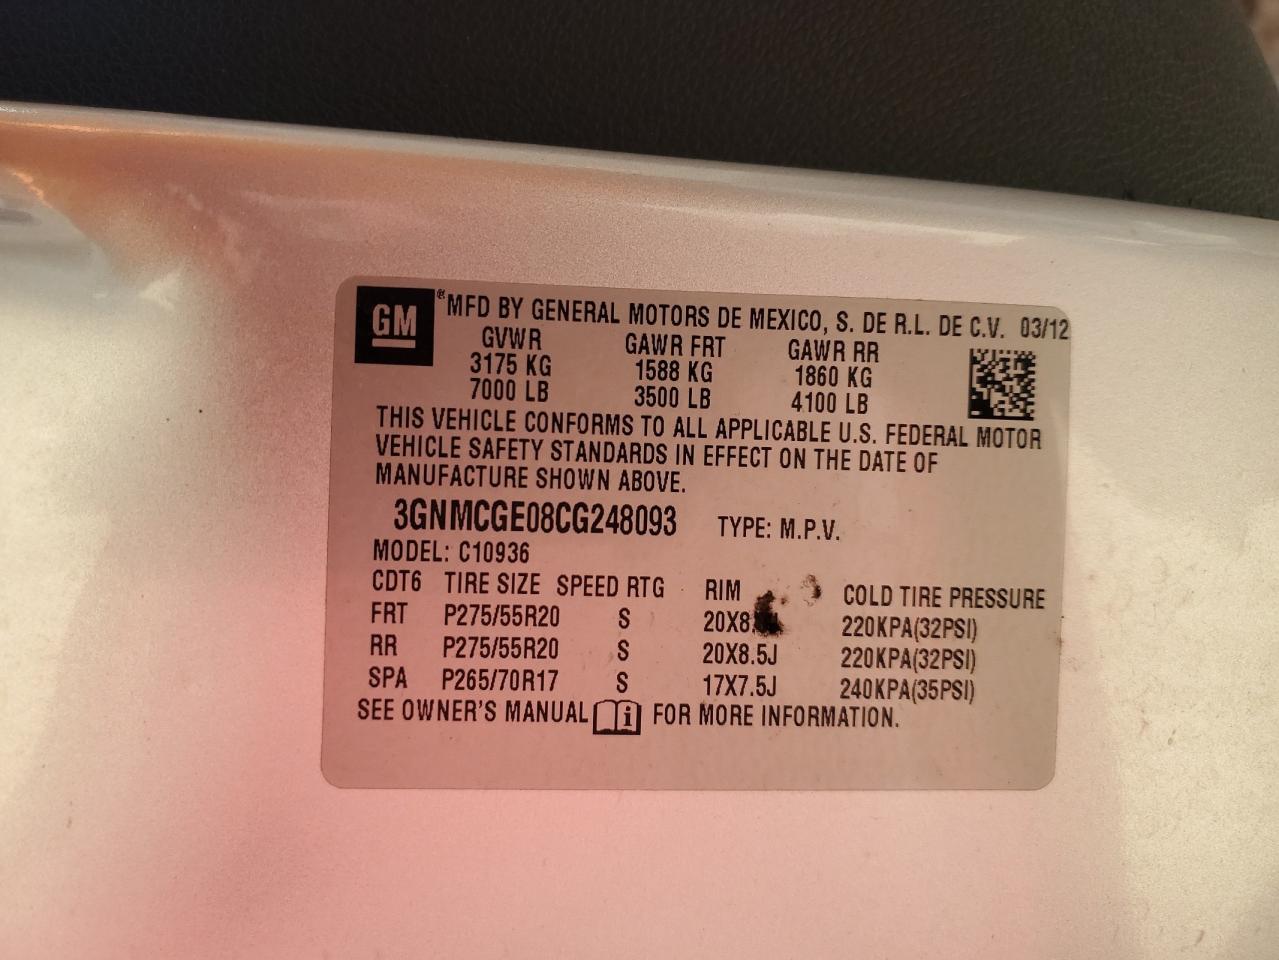 GM ® MFD BY GENERAL MOTORS DE MEXICO, S. DE R.L. DE C.V. 03/12
GVWR GAWR FRT GAWR RR
3175 KG 1588 KG 1860 KG
7000 LB 3500 LB 4100 LB
THIS VEHICLE CONFORMS TO ALL APPLICABLE U.S. FEDERAL MOTOR
VEHICLE SAFETY STANDARDS IN EFFECT ON THE DATE OF
MANUFACTURE SHOWN ABOVE.
3GNMCGE08CG248093 TYPE: M.P.V.
MODEL: C10936
CDT6 TIRE SIZE SPEED RTG RIM COLD TIRE PRESSURE
FRT P275/55R20 S 220KPA(32PSI)
RR P275/55R20 S 20X8.5J 220KPA(32PSI)
SPA P265/70R17 S 17X7.5J 240KPA(35PSI)
SEE OWNER'S MANUAL FOR MORE INFORMATION.